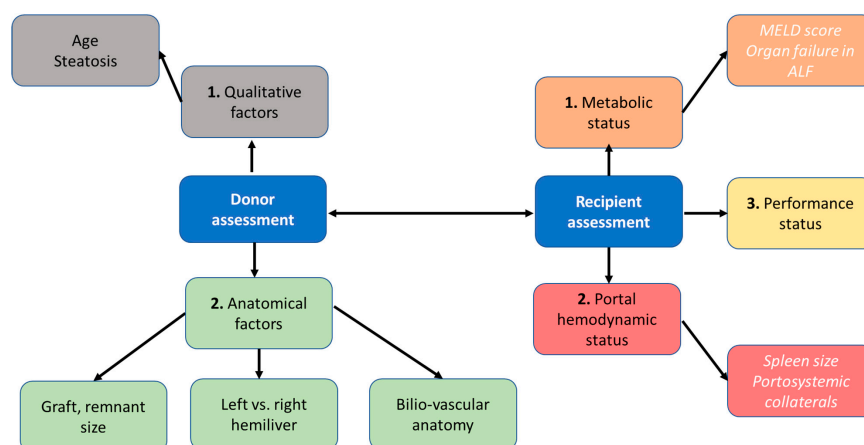 Age
Steatosis
1. Qualitative
factors
Donor
assessment
2. Anatomical
factors
Graft, remnant
size
Left vs. right
hemiliver
Bilio-vascular
anatomy
MELD score
Organ failure in
ALF
1. Metabolic
status
Recipient
assessment
3. Performance
status
2. Portal
hemodynamic
status
Spleen size
Portosystemic
collaterals